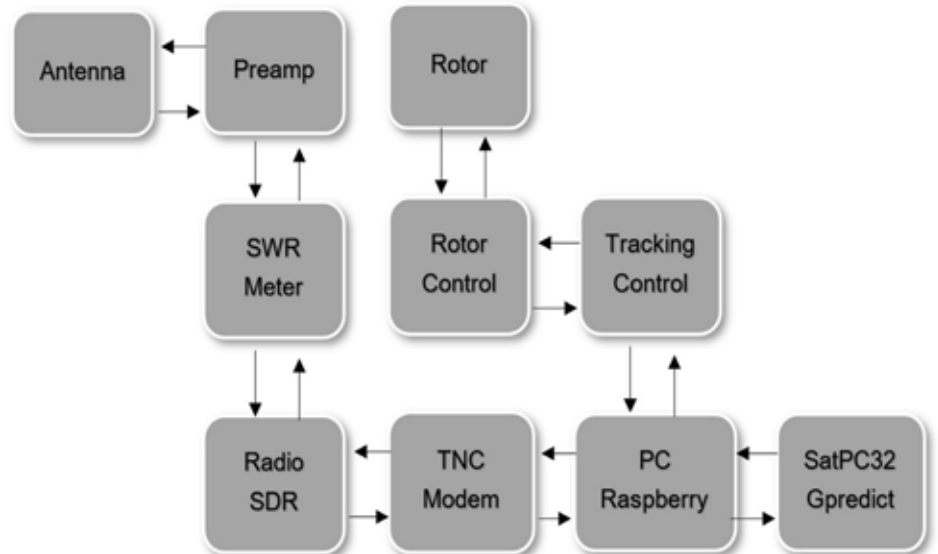 Antenna
Preamp
Rotor
SWR
Meter
Rotor
Control
Tracking
Control
Radio
SDR
TNC
Modem
PC
Raspberry
SatPC32
Gpredict